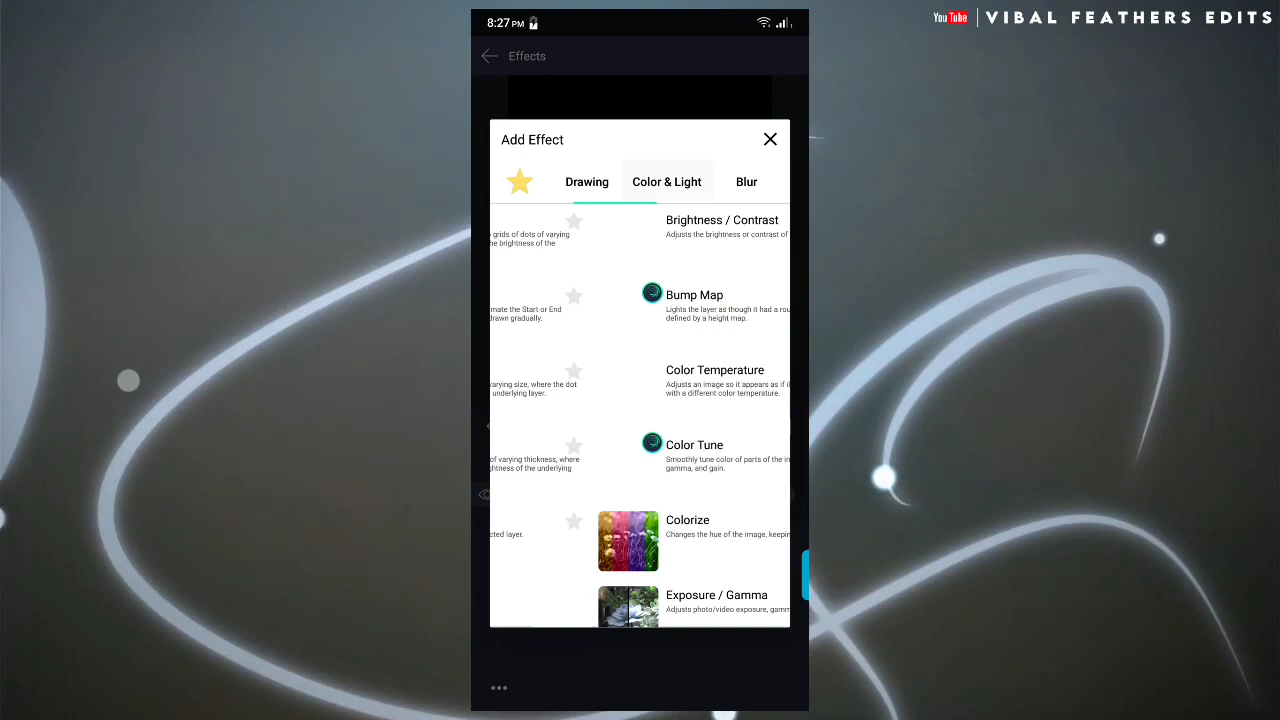 8:27 PM
YouTube | VIBAL FEATHERS EDITS
Effects
Add Effect
Drawing
Color & Light
Blur
grids of dots of varying
he brightness of the
Brightness / Contrast
Adjusts the brightness or contrast of
mate the Start or End
drawn gradually.
Bump Map
Lights the layer as though it had a rou
defined by a height map.
varying size, where the dot
underlying layer.
Color Temperature
Adjusts an image so it appears as if i
with a different color temperature.
of varying thickness, where
ghtness of the underlying
Color Tune
Smoothly tune color of parts of the in
gamma, and gain.
cted layer.
Colorize
Changes the hue of the image, keepin
Exposure / Gamma
Adjusts photo/video exposure, gamm